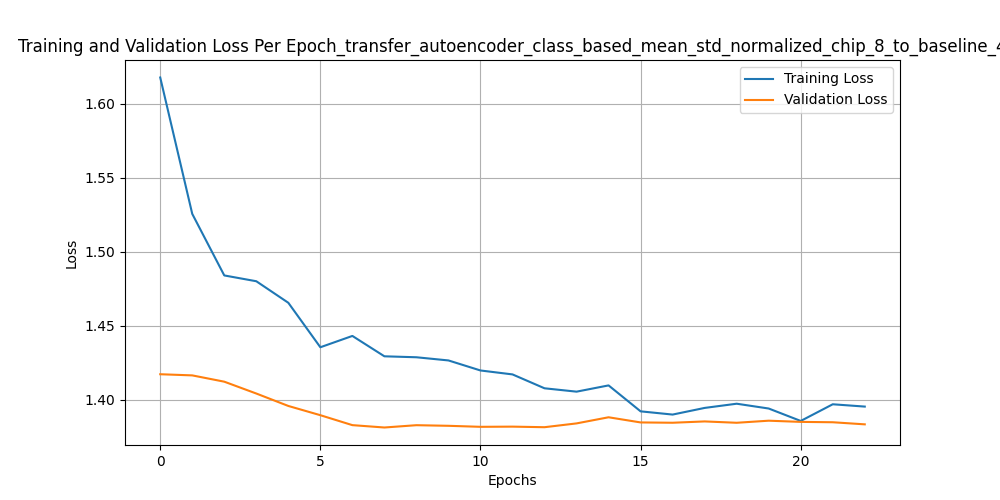 Training and Validation Loss Per Epoch_transfer_autoencoder_class_based_mean_std_normalized_chip_8_to_baseline_4
Training Loss
Validation Loss
1.60
1.55
1.50
1.45
1.40
Loss
0 5 10 15 20
Epochs